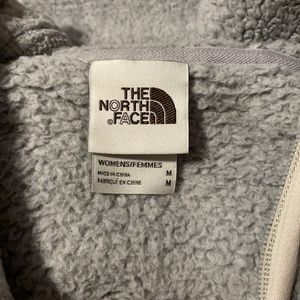 THE
NORTH
FACE
WOMENS/FEMMES
MADE IN CHINA M
FABRIQUÉ EN CHINE M